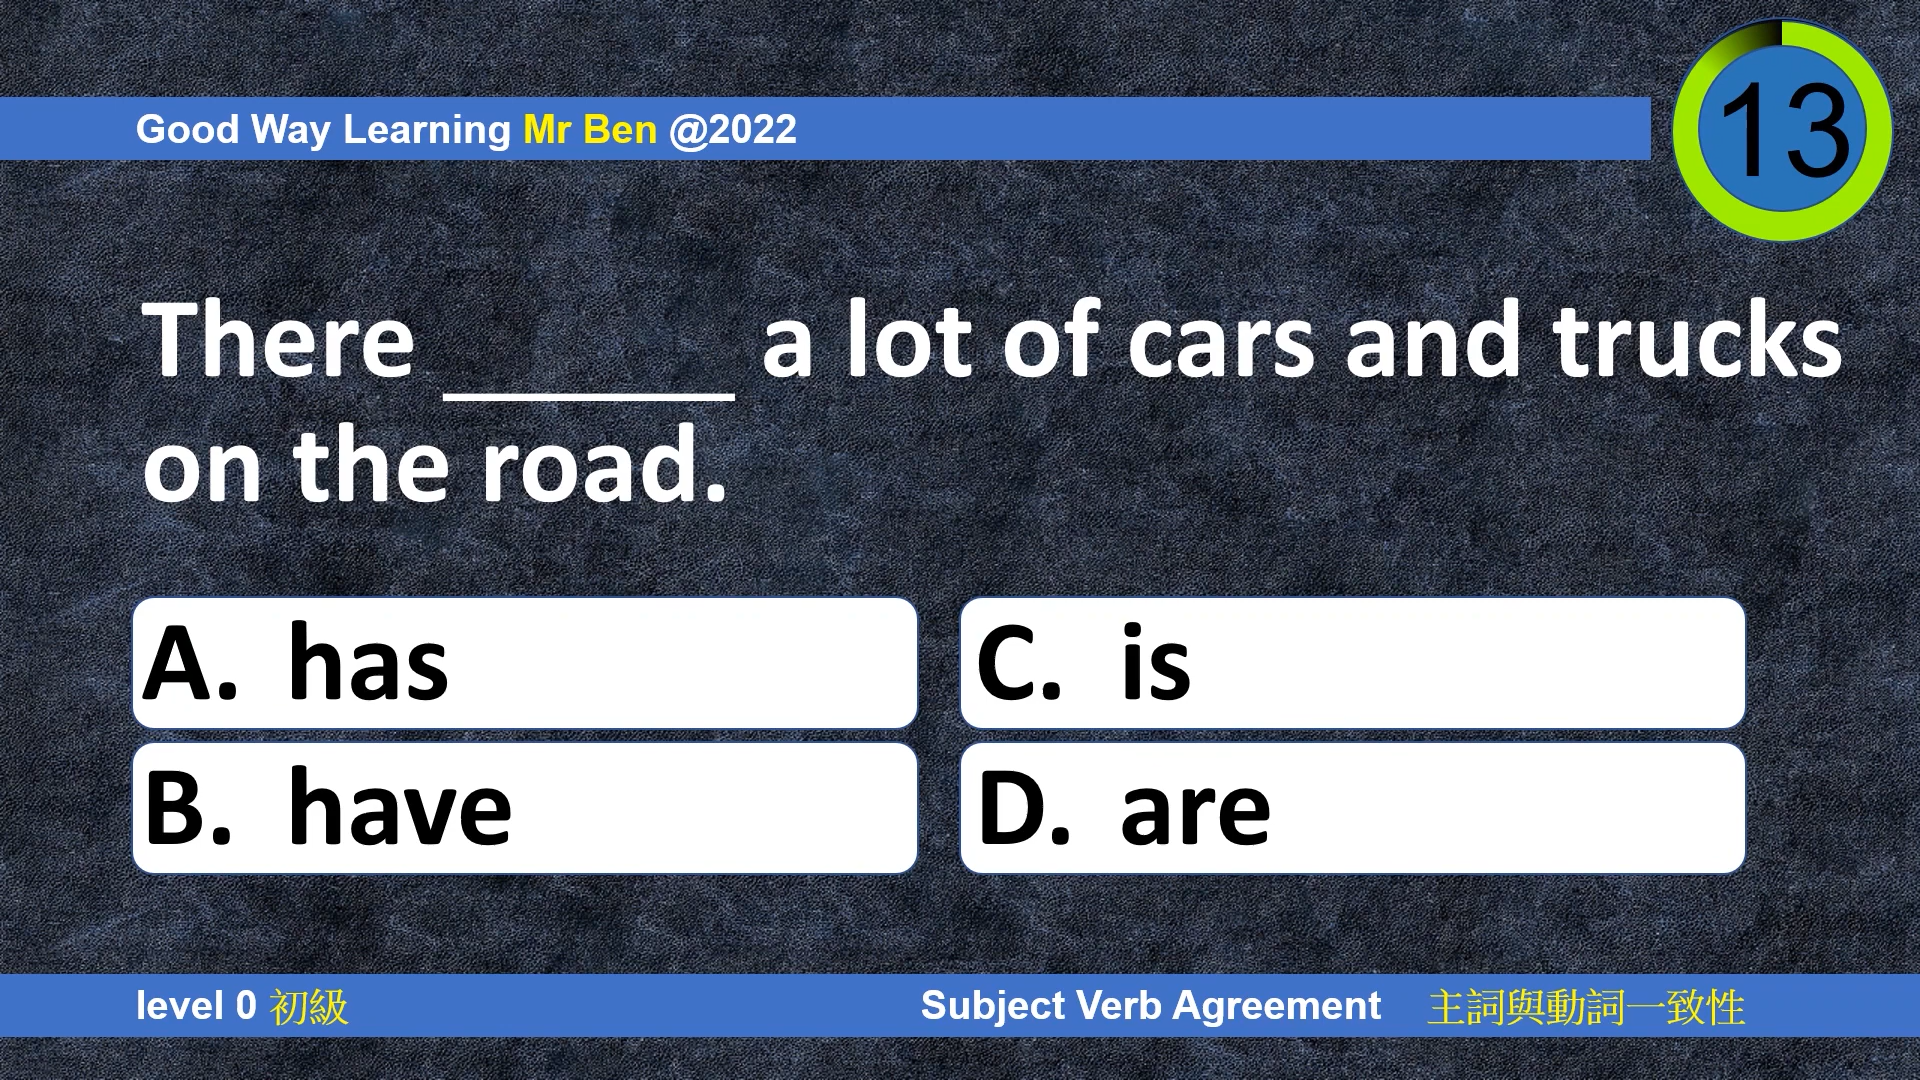 Good Way Learning Mr Ben @2022
13
There ______ a lot of cars and trucks
on the road.
A. has
C. is
B. have
D. are
level 0 初級
Subject Verb Agreement 主詞與動詞一致性